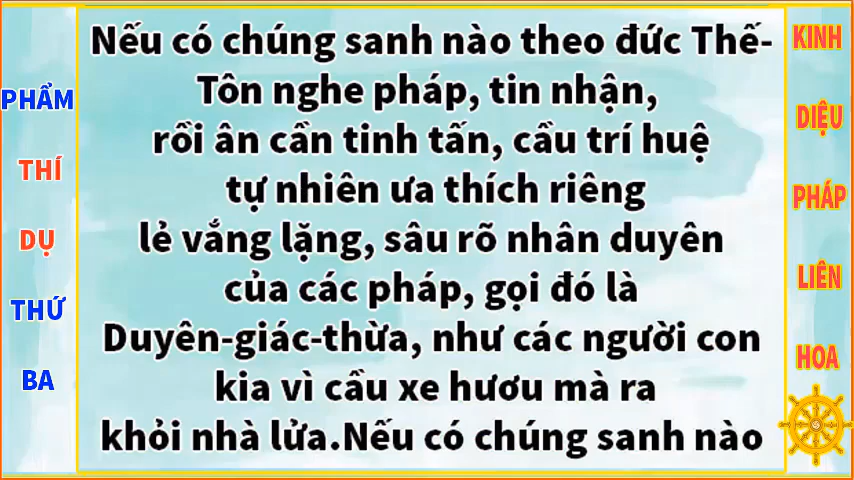 PHẨM
THÍ
DỤ
THỨ
BA
Nếu có chúng sanh nào theo đức Thế-
Tôn nghe pháp, tin nhận,
rồi ân cần tinh tấn, cầu trí huệ
tự nhiên ưa thích riêng
lẻ vắng lặng, sâu rõ nhân duyên
của các pháp, gọi đó là
Duyên-giác-thừa, như các người con
kia vì cầu xe hươu mà ra
khỏi nhà lửa.Nếu có chúng sanh nào
KINH
DIỆU
PHÁP
LIÊN
HOA